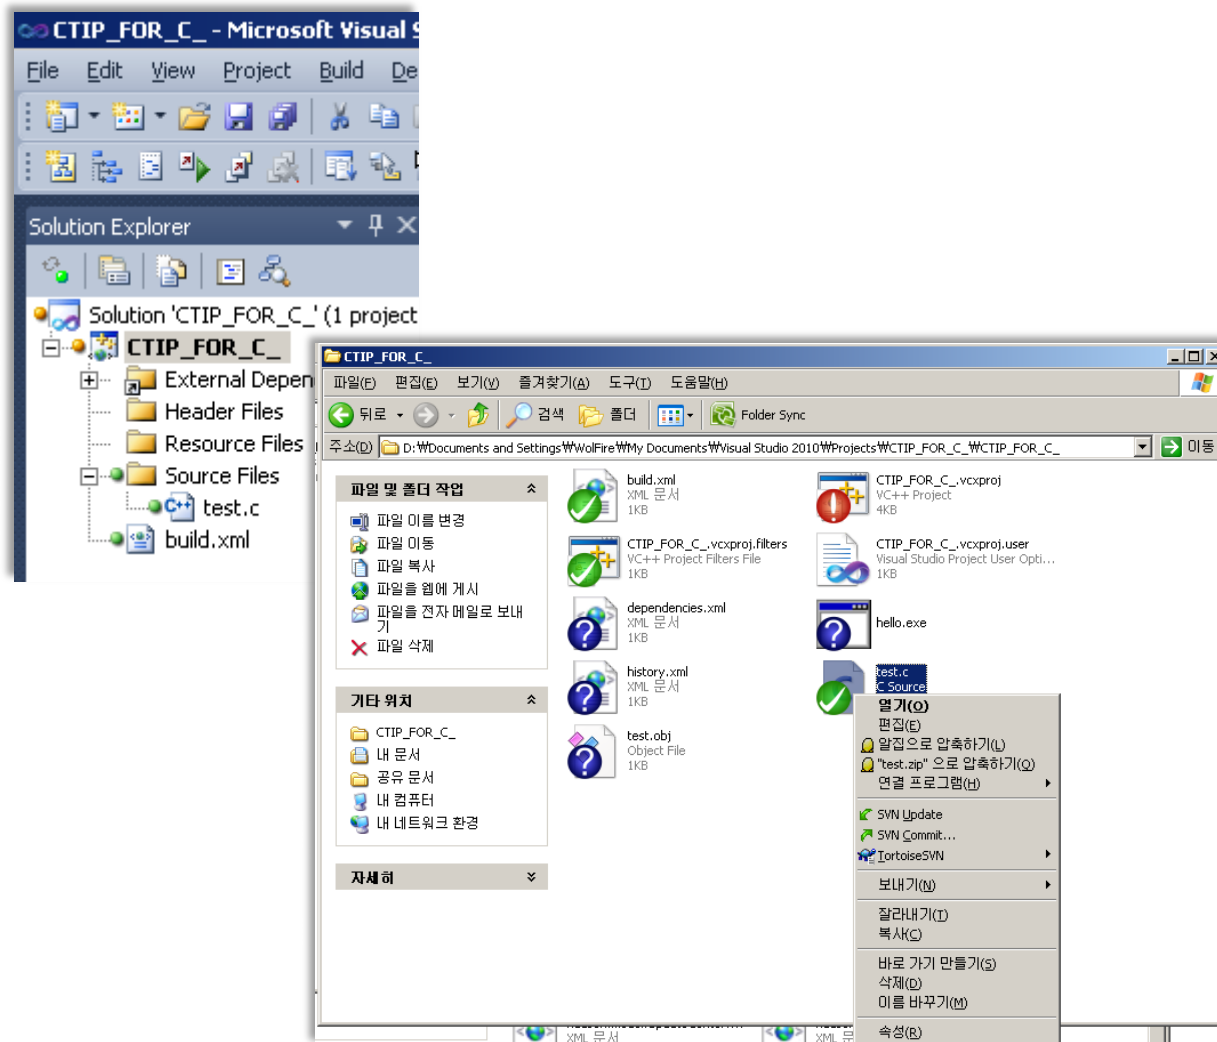 CTIP_FOR_C_ - Microsoft Visual S
File Edit View Project Build De
Solution Explorer
Solution 'CTIP_FOR_C_' (1 project
CTIP_FOR_C_
External Depen
Header Files
Resource Files
Source Files
test.c
build.xml
CTIP_FOR_C_
파일(F) 편집(E) 보기(V) 즐겨찾기(A) 도구(T) 도움말(H)
뒤로 검색 폴더 Folder Sync
주소(D) D:₩Documents and Settings₩WolFire₩My Documents₩Visual Studio 2010₩Projects₩CTIP_FOR_C_₩CTIP_FOR_C_ 이동
파일 및 폴더 작업
파일 이름 변경
파일 이동
파일 복사
파일을 웹에 게시
파일을 전자 메일로 보내
기
파일 삭제
기타 위치
CTIP_FOR_C_
내 문서
공유 문서
내 컴퓨터
내 네트워크 환경
자세히
build.xml
XML 문서
1KB
CTIP_FOR_C_.vcxproj
VC++ Project
4KB
CTIP_FOR_C_.vcxproj.filters
VC++ Project Filters File
1KB
CTIP_FOR_C_.vcxproj.user
Visual Studio Project User Opti...
1KB
dependencies.xml
XML 문서
1KB
hello.exe
history.xml
XML 문서
1KB
test.c
C Source
test.obj
Object File
1KB
열기(O)
편집(E)
알집으로 압축하기(L)
"test.zip" 으로 압축하기(Q)
연결 프로그램(H)
SVN Update
SVN Commit...
TortoiseSVN
보내기(N)
잘라내기(T)
복사(C)
바로 가기 만들기(S)
삭제(D)
이름 바꾸기(M)
속성(R)
XML 문서
XML 문